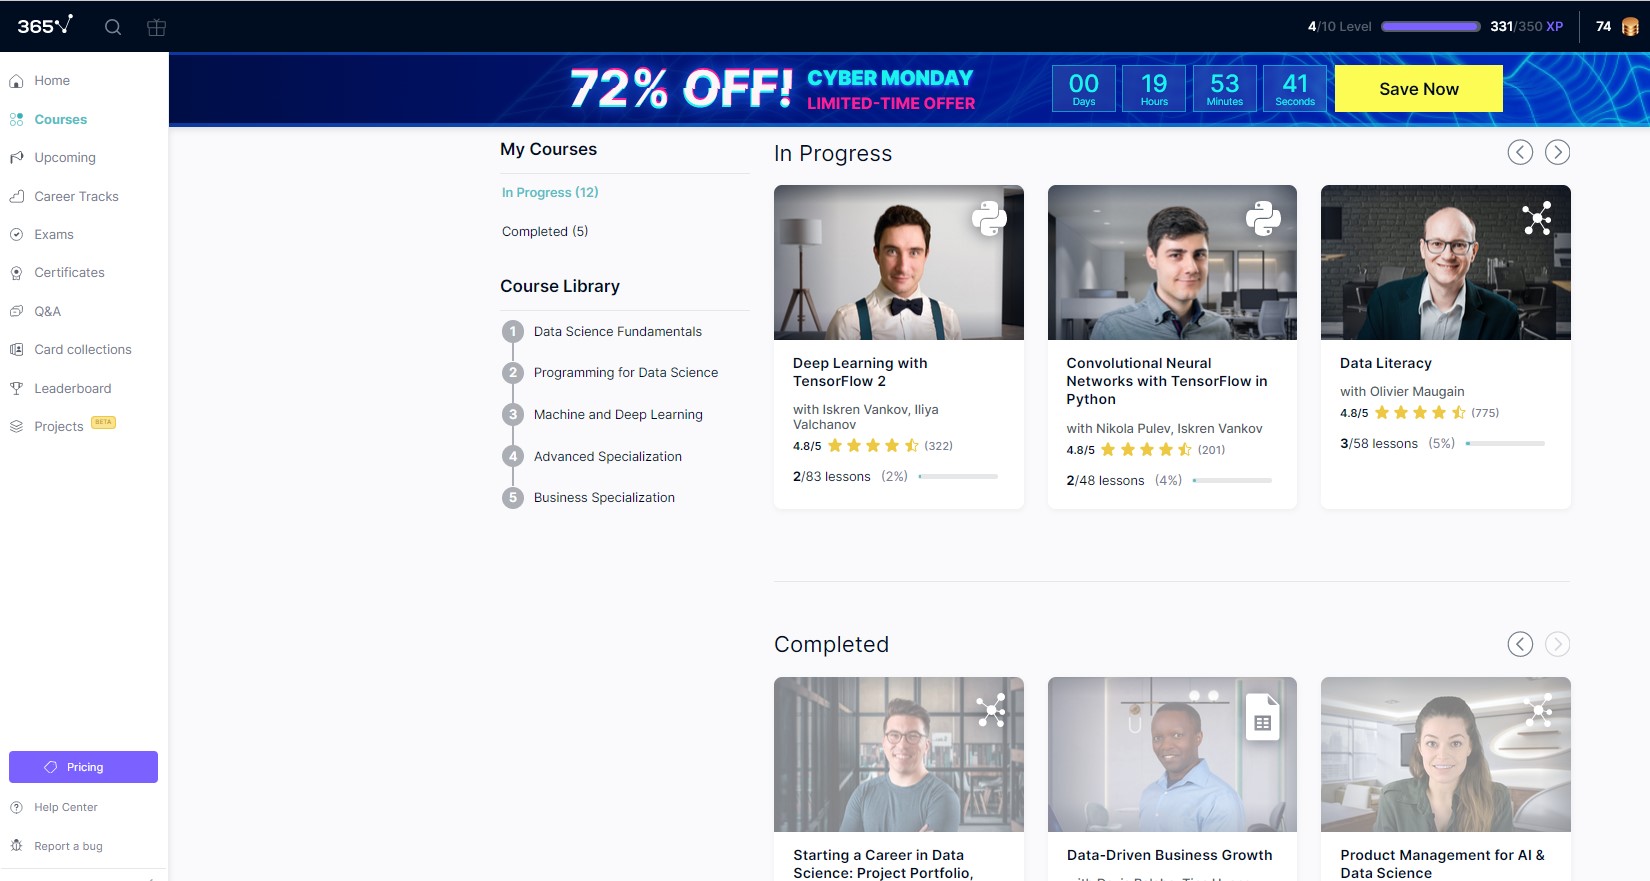 365
4/10 Level
331/350 XP
74
Home
Courses
Upcoming
Career Tracks
Exams
Certificates
Q&A
Card collections
Leaderboard
Projects BETA
Pricing
Help Center
Report a bug
72% OFF!
CYBER MONDAY
LIMITED-TIME OFFER
00 19 53 41
Days Hours Minutes Seconds
Save Now
My Courses
In Progress (12)
Completed (5)
Course Library
1 Data Science Fundamentals
2 Programming for Data Science
3 Machine and Deep Learning
4 Advanced Specialization
5 Business Specialization
In Progress
Deep Learning with
TensorFlow 2
with Iskren Vankov, Iliya
Valchanov
4.8/5 (322)
2/83 lessons (2%)
Convolutional Neural
Networks with TensorFlow in
Python
with Nikola Pulev, Iskren Vankov
4.8/5 (201)
2/48 lessons (4%)
Data Literacy
with Olivier Maugain
4.8/5 (775)
3/58 lessons (5%)
Completed
Starting a Career in Data
Science: Project Portfolio,
Data-Driven Business Growth
Product Management for AI &
Data Science